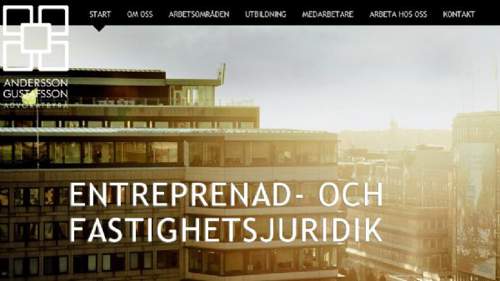 START OM OSS ARBETSOMRÅDEN UTBILDNING MEDARBETARE ARBETA HOS OSS KONTAKT
ANDERSSON
GUSTAFSSON
ADVOKATBYRÅ
ENTREPRENAD- OCH
FASTIGHETSJURIDIK